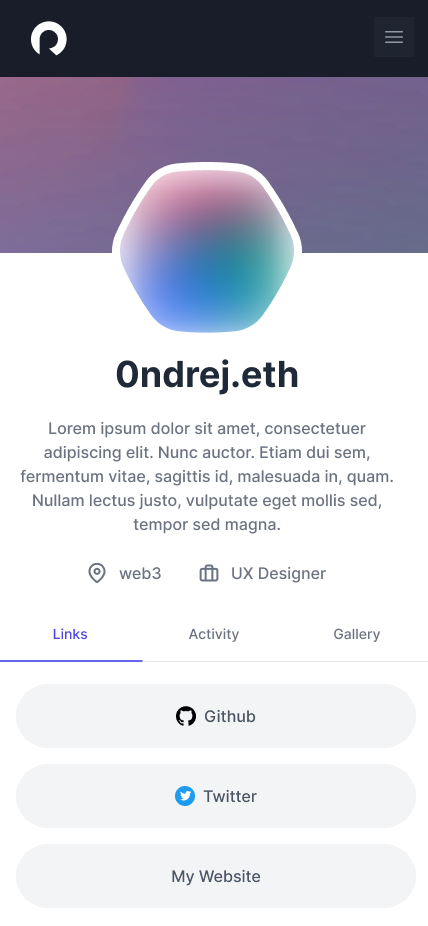 0ndrej.eth
Lorem ipsum dolor sit amet, consectetuer
adipiscing elit. Nunc auctor. Etiam dui sem,
fermentum vitae, sagittis id, malesuada in, quam.
Nullam lectus justo, vulputate eget mollis sed,
tempor sed magna.
web3 UX Designer
Links Activity Gallery
Github
Twitter
My Website